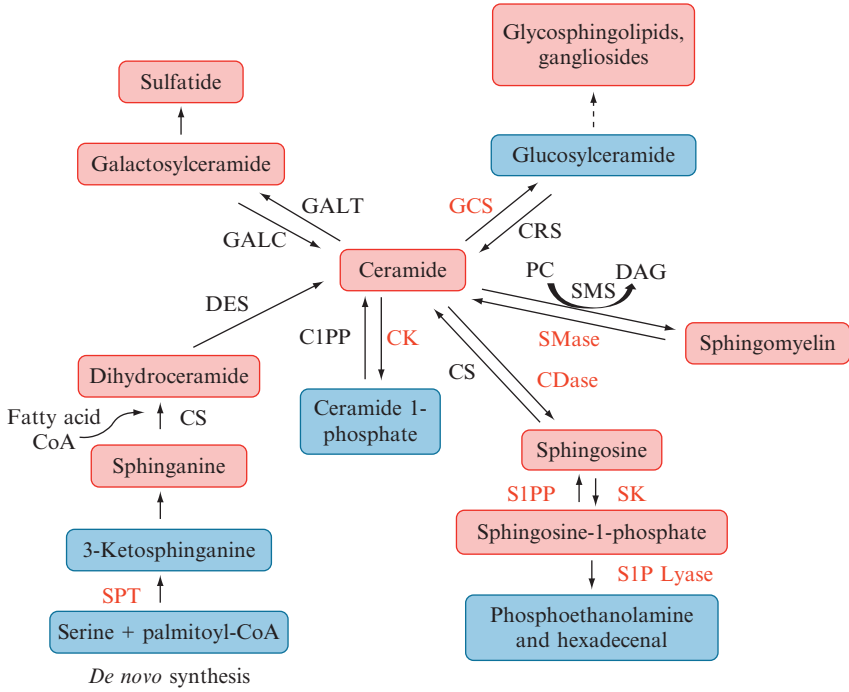 Glycosphingolipids,
gangliosides
Sulfatide
Galactosylceramide
Glucosylceramide
GALT
GCS
GALC
CRS
Ceramide
PC
DAG
SMS
DES
C1PP
CK
SMase
Sphingomyelin
CS
CDase
Dihydroceramide
Ceramide 1-
phosphate
Fatty acid
CoA
CS
Sphinganine
Sphingosine
S1PP
SK
Sphingosine-1-phosphate
3-Ketosphinganine
S1P Lyase
SPT
Serine + palmitoyl-CoA
Phosphoethanolamine
and hexadecenal
De novo synthesis